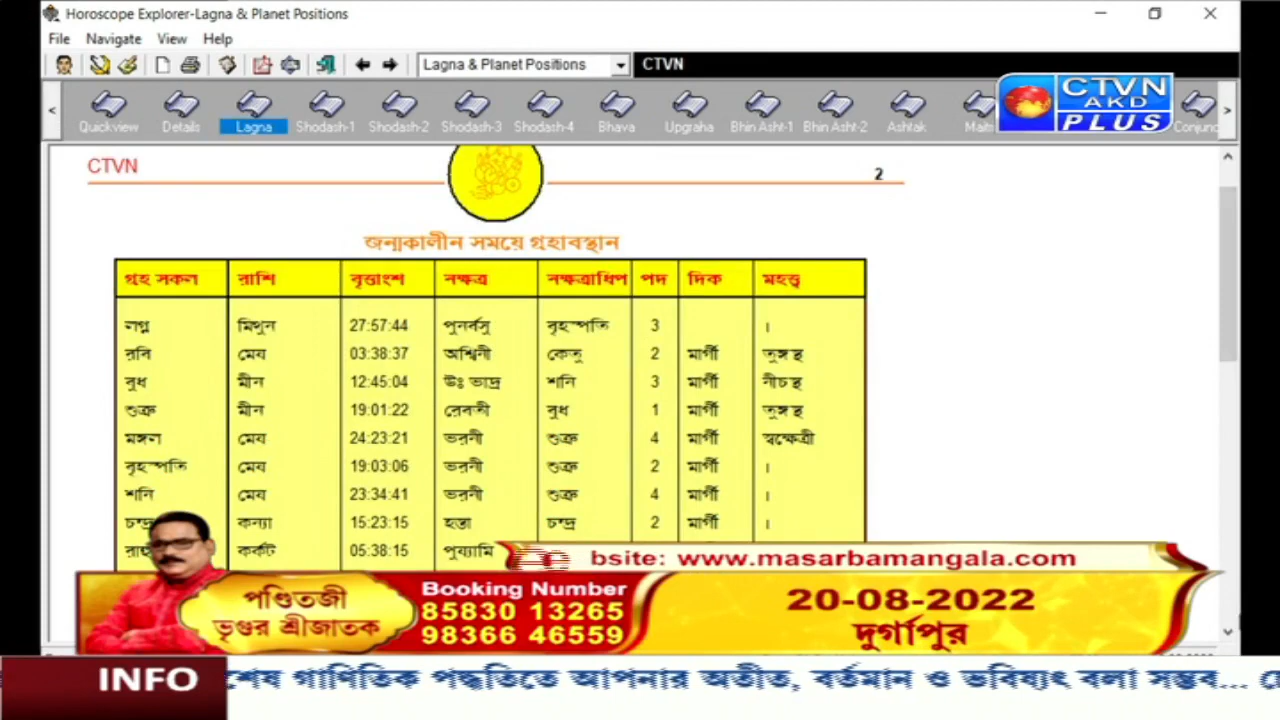 Horoscope Explorer-Lagna & Planet Positions
File Navigate View Help
Lagna & Planet Positions CTVN
Quickview Details Lagna Shodash-1 Shodash-2 Shodash-3 Shodash-4 Bhava Upgraha Bhin Asht-1 Bhin Asht-2 Ashtak
CTVN AKD PLUS
CTVN 2
জন্মকালীন সময়ে গ্রহাবস্থান
গ্রহ সকল রাশি বৃত্তাংশ নক্ষত্র নক্ষত্রাধিপ পদ দিক মহত্ত্ব
লগ্ন মিথুন 27:57:44 পুনর্বসু বৃহস্পতি 3 ।
রবি মেষ 03:38:37 অশ্বিনী কেতু 2 মার্গী তুঙ্গস্থ
বুধ মীন 12:45:04 উঃ ভাদ্র শনি 3 মার্গী নীচস্থ
শুক্র মীন 19:01:22 রেবতী বুধ 1 মার্গী তুঙ্গস্থ
মঙ্গল মেষ 24:23:21 ভরনী শুক্র 4 মার্গী স্বক্ষেত্রী
বৃহস্পতি মেষ 19:03:06 ভরনী শুক্র 2 মার্গী ।
শনি মেষ 23:34:41 ভরনী শুক্র 4 মার্গী ।
চন্দ্র কন্যা 15:23:15 হস্তা চন্দ্র 2 মার্গী ।
কর্কট 05:38:15 পুষ্যামি
bsite: www.masarbamangala.com
পণ্ডিতজী
ভৃগুর শ্রীজাতক
Booking Number
85830 13265
98366 46559
20-08-2022
দুর্গাপুর
INFO শেষ গাণিতিক পদ্ধতিতে আপনার অতীত, বর্তমান ও ভবিষ্যৎ বলা সম্ভব...